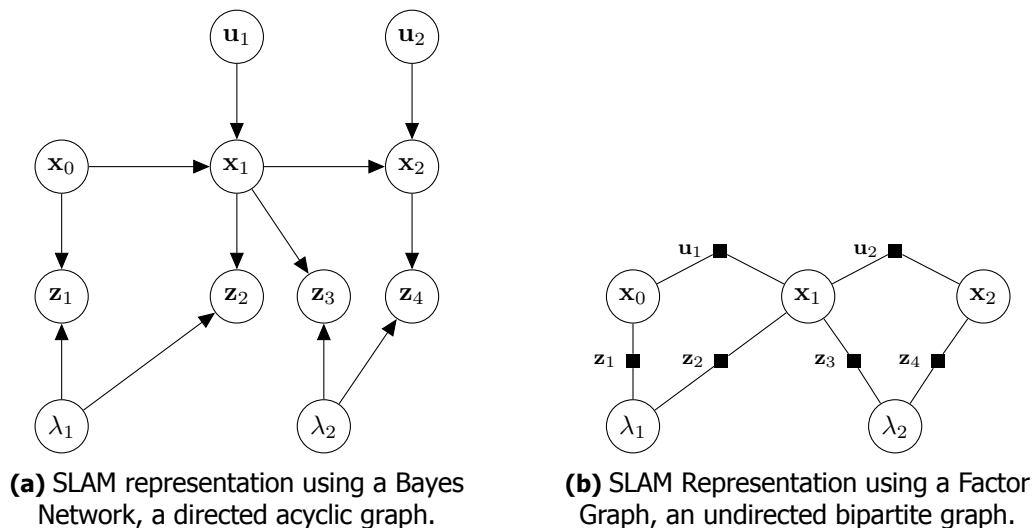 u₁ u₂
x₀ x₁ x₂
z₁ z₂ z₃ z₄
λ₁ λ₂
(a) SLAM representation using a Bayes
Network, a directed acyclic graph.
u₁ u₂
x₀ x₁ x₂
z₁ z₂ z₃ z₄
λ₁ λ₂
(b) SLAM Representation using a Factor
Graph, an undirected bipartite graph.